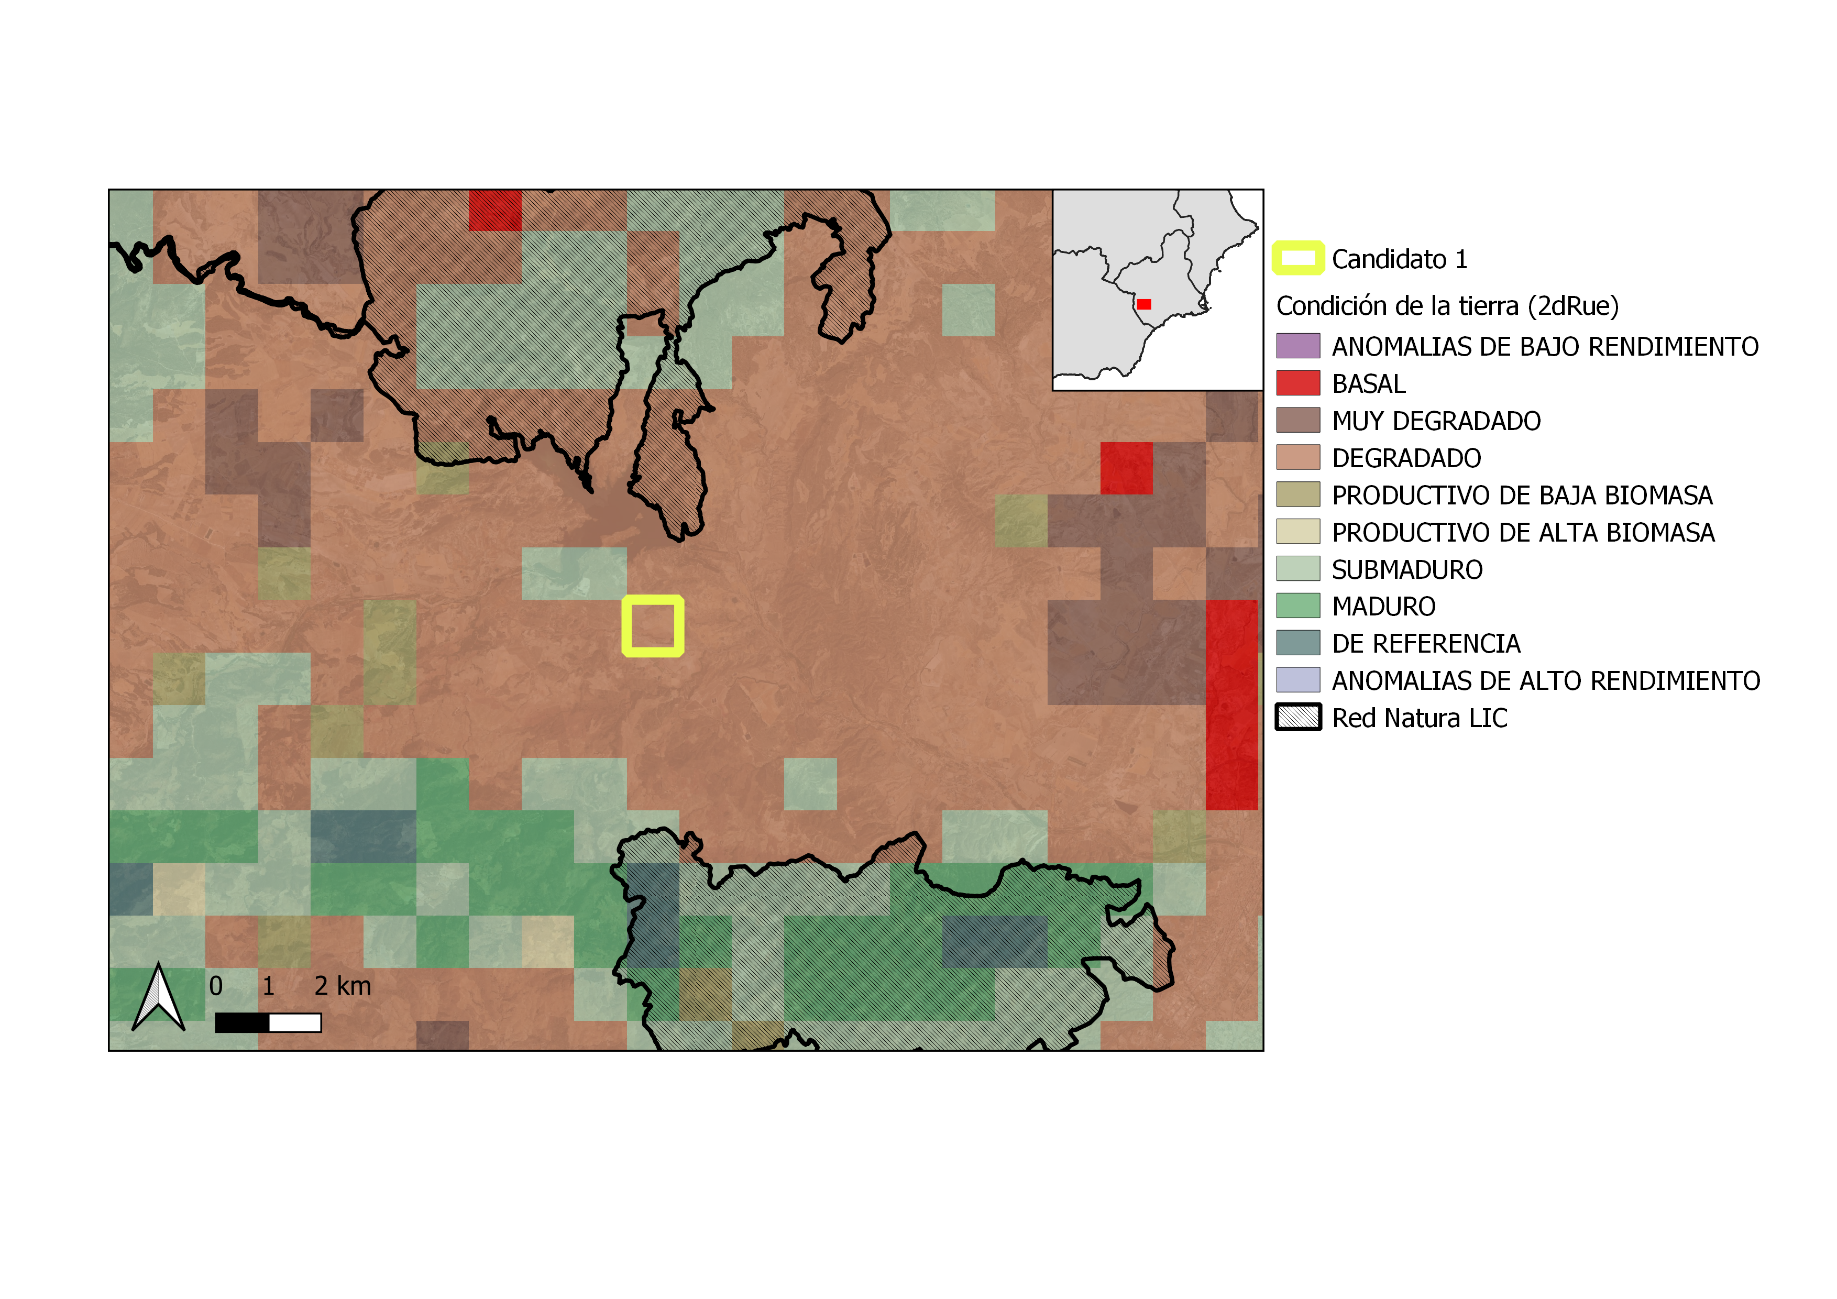 Candidato 1
Condición de la tierra (2dRue)
ANOMALIAS DE BAJO RENDIMIENTO
BASAL
MUY DEGRADADO
DEGRADADO
PRODUCTIVO DE BAJA BIOMASA
PRODUCTIVO DE ALTA BIOMASA
SUBMADURO
MADURO
DE REFERENCIA
ANOMALIAS DE ALTO RENDIMIENTO
Red Natura LIC
0 1 2 km